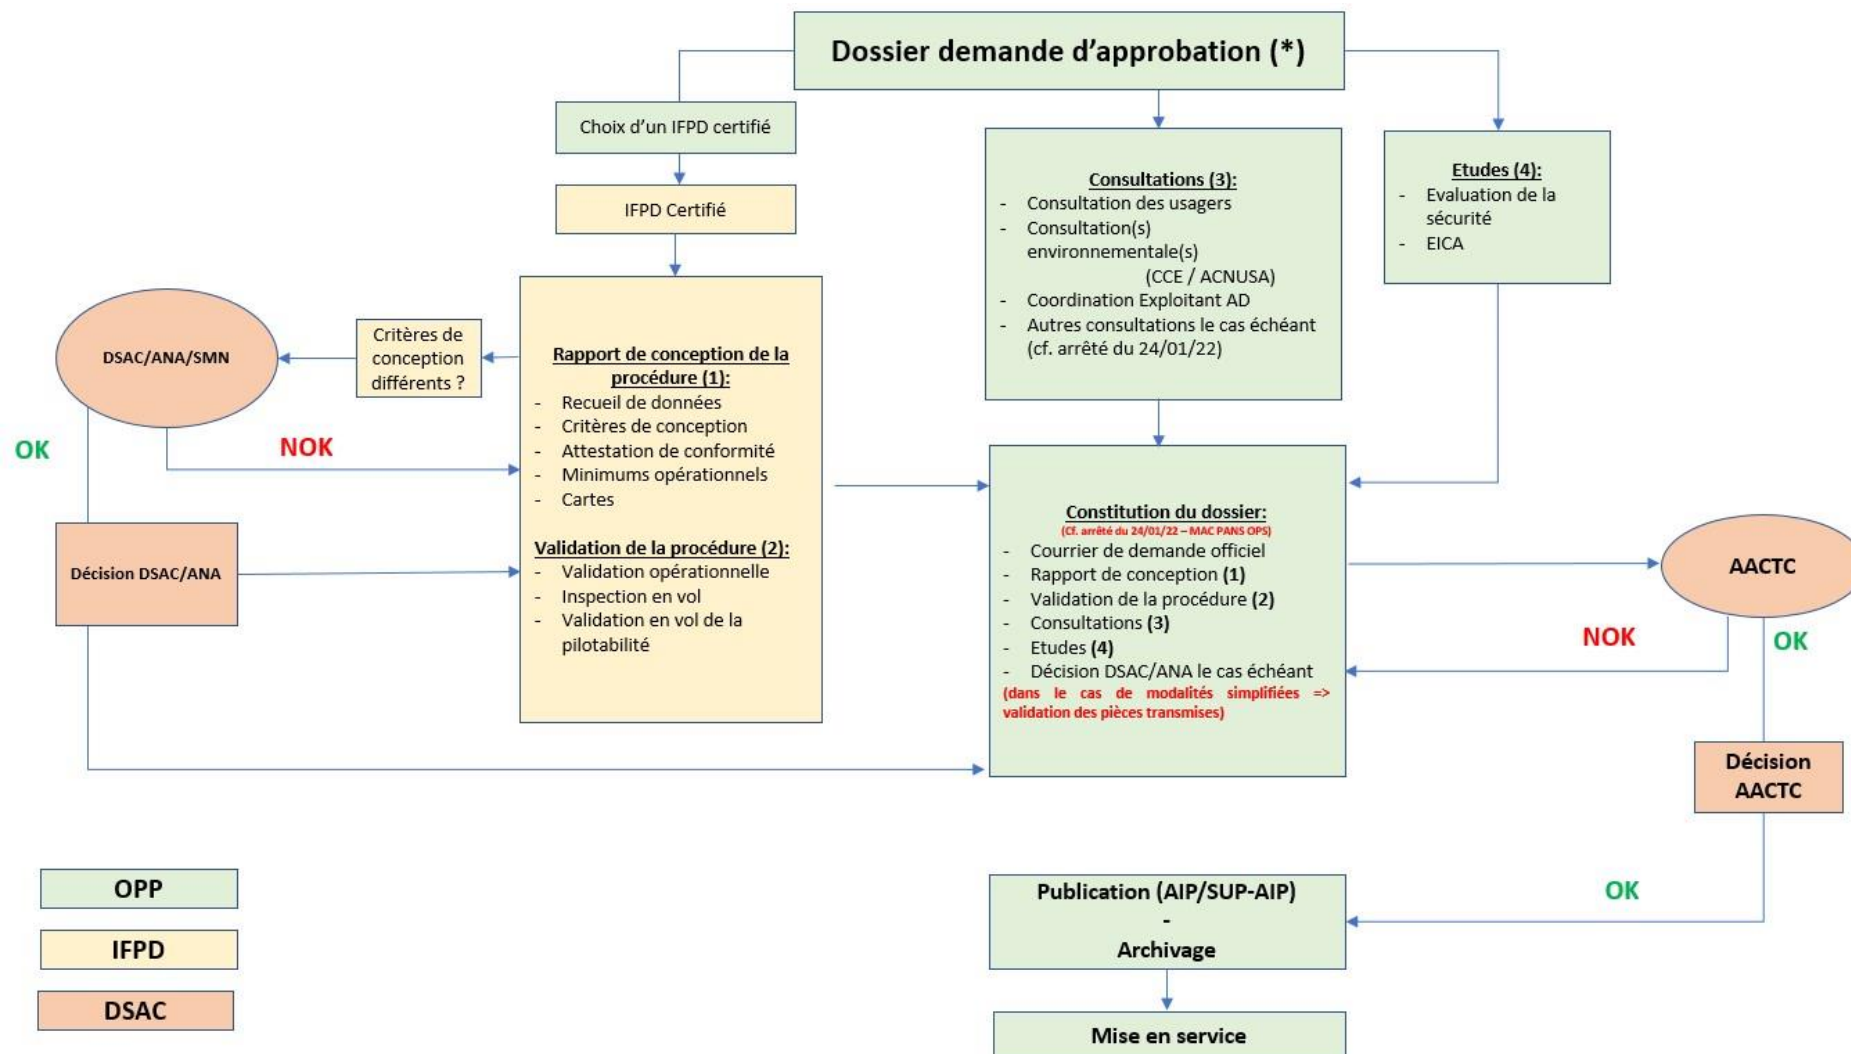 Dossier demande d'approbation (*)
Choix d'un IFPD certifié
IFPD Certifié
Consultations (3):
- Consultation des usagers
- Consultation(s)
environnementale(s)
(CCE / ACNUSA)
- Coordination Exploitant AD
- Autres consultations le cas échéant
(cf. arrêté du 24/01/22)
Etudes (4):
- Evaluation de la
sécurité
- EICA
DSAC/ANA/SMN
Critères de
conception
différents ?
Rapport de conception de la
procédure (1):
- Recueil de données
- Critères de conception
- Attestation de conformité
- Minimums opérationnels
- Cartes
Validation de la procédure (2):
- Validation opérationnelle
- Inspection en vol
- Validation en vol de la
pilotabilité
OK
NOK
Décision DSAC/ANA
Constitution du dossier:
(Cf. arrêté du 24/01/22 – MAC PANS OPS)
- Courrier de demande officiel
- Rapport de conception (1)
- Validation de la procédure (2)
- Consultations (3)
- Etudes (4)
- Décision DSAC/ANA le cas échéant
(dans le cas de modalités simplifiées =>
validation des pièces transmises)
AACTC
NOK
OK
Décision
AACTC
OK
Publication (AIP/SUP-AIP)
-
Archivage
Mise en service
OPP
IFPD
DSAC